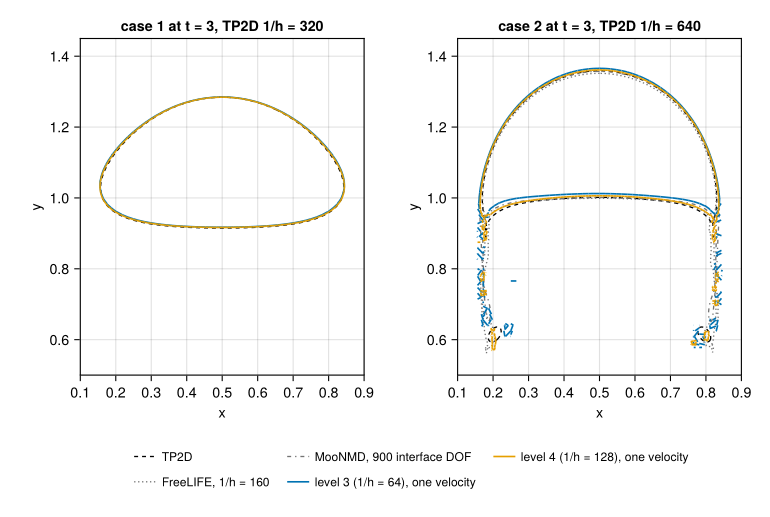 case 1 at t = 3, TP2D 1/h = 320
case 2 at t = 3, TP2D 1/h = 640
1.4
1.2
1.0
0.8
0.6
y
0.1 0.2 0.3 0.4 0.5 0.6 0.7 0.8 0.9
x
1.4
1.2
1.0
0.8
0.6
y
0.1 0.2 0.3 0.4 0.5 0.6 0.7 0.8 0.9
x
TP2D
MooNMD, 900 interface DOF
level 4 (1/h = 128), one velocity
FreeLIFE, 1/h = 160
level 3 (1/h = 64), one velocity